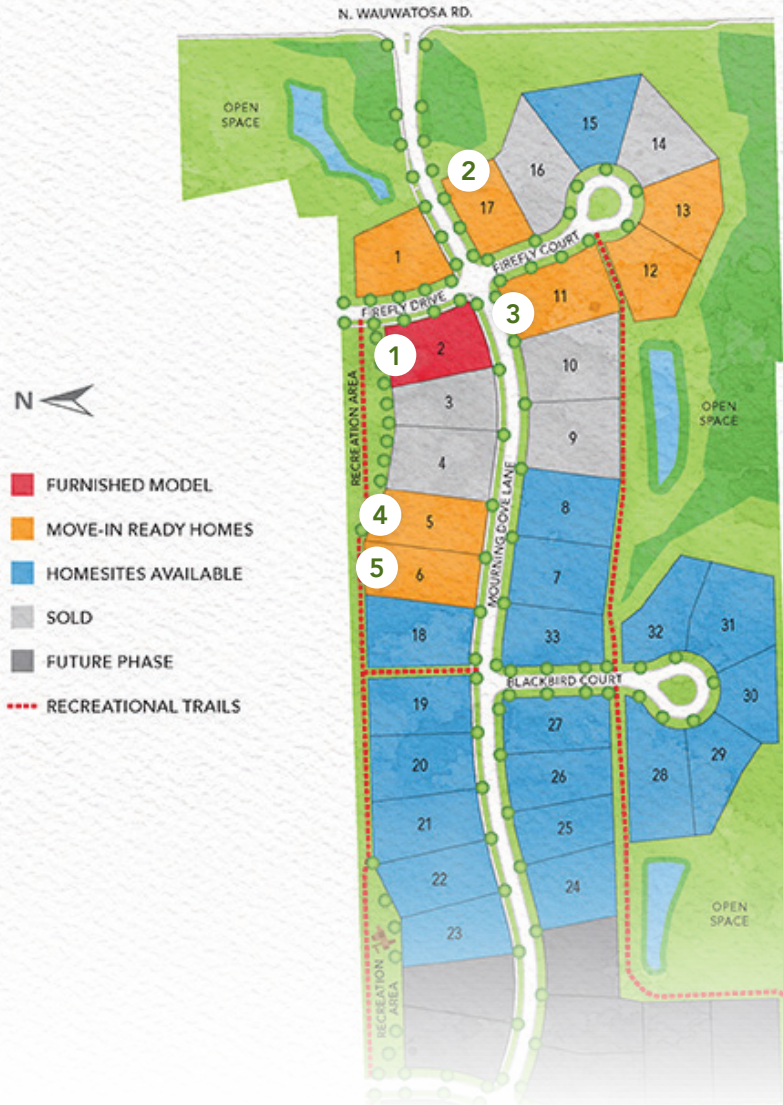 N. WAUWATOSA RD.
OPEN
SPACE
15
14
16
2
17
13
1
FIREFLY COURT
12
11
FIREFLY DRIVE
3
1
2
10
RECREATION AREA
3
N
OPEN
SPACE
9
4
FURNISHED MODEL
MOVE-IN READY HOMES
HOMESITES AVAILABLE
SOLD
FUTURE PHASE
RECREATIONAL TRAILS
4
5
8
MOURNING DOVE LANE
5
6
7
18
33
32
31
BLACKBIRD COURT
19
30
27
20
26
28
29
21
25
22
24
23
OPEN
SPACE
RECREATION
AREA